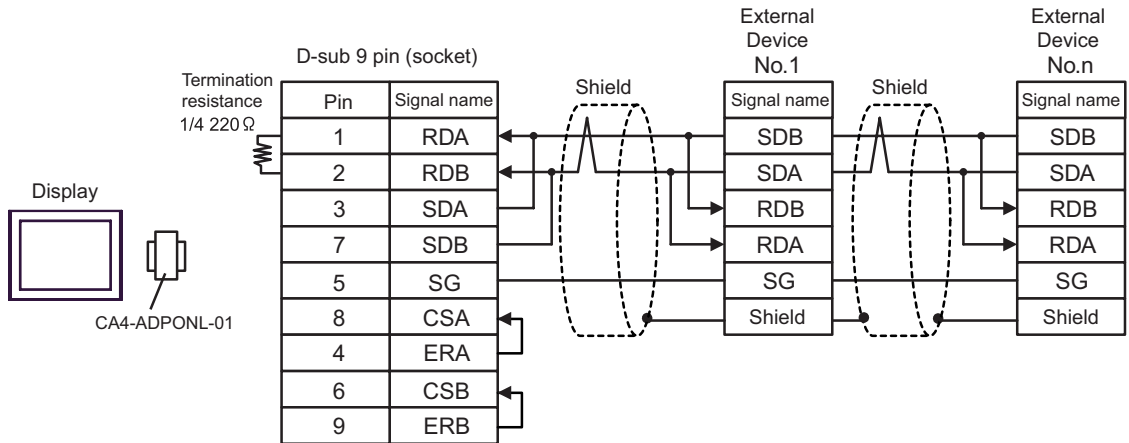 D-sub 9 pin (socket)
Termination
resistance
1/4 220 Ω
Display
CA4-ADPONL-01
Pin Signal name
1 RDA
2 RDB
3 SDA
7 SDB
5 SG
8 CSA
4 ERA
6 CSB
9 ERB
Shield
External
Device
No.1
Signal name
SDB
SDA
RDB
RDA
SG
Shield
Shield
External
Device
No.n
Signal name
SDB
SDA
RDB
RDA
SG
Shield